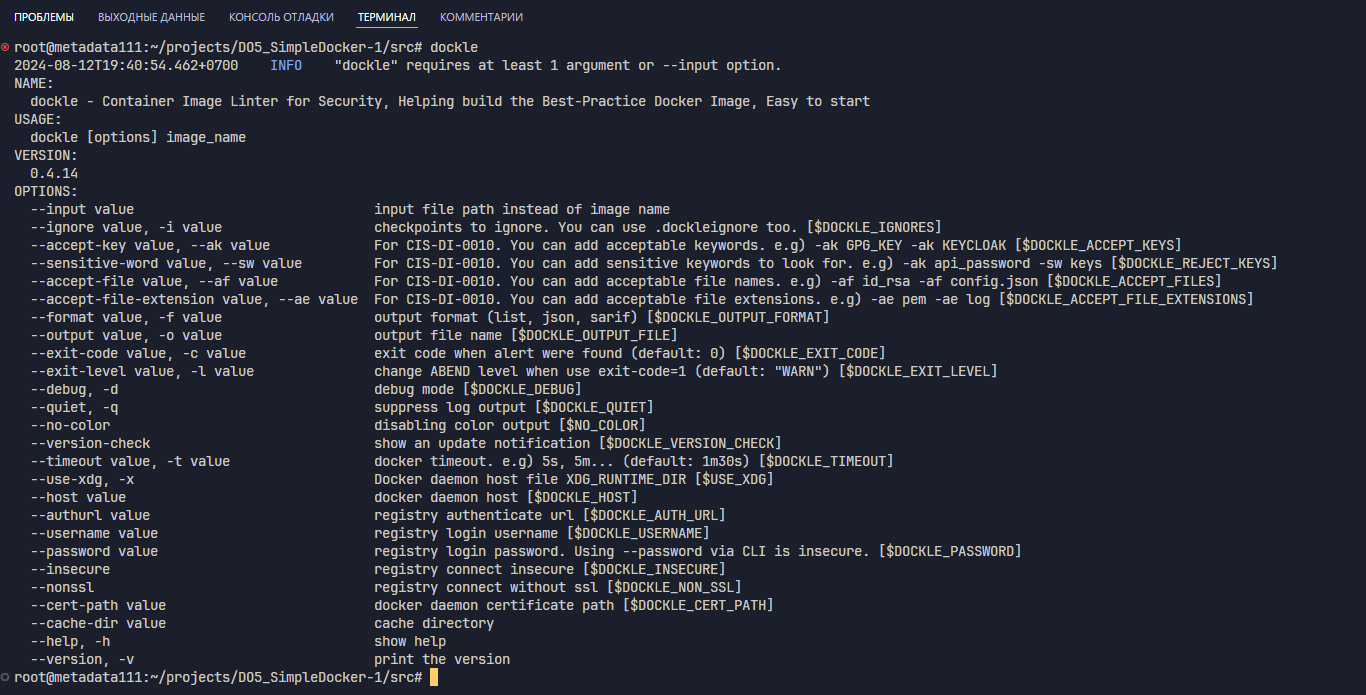 ПРОБЛЕМЫ ВЫХОДНЫЕ ДАННЫЕ КОНСОЛЬ ОТЛАДКИ ТЕРМИНАЛ КОММЕНТАРИИ
root@metadata111:~/projects/DO5_SimpleDocker-1/src# dockle
2024-08-12T19:40:54.462+0700 INFO "dockle" requires at least 1 argument or --input option.
NAME:
dockle - Container Image Linter for Security, Helping build the Best-Practice Docker Image, Easy to start
USAGE:
dockle [options] image_name
VERSION:
0.4.14
OPTIONS:
--input value input file path instead of image name
--ignore value, -i value checkpoints to ignore. You can use .dockleignore too. [$DOCKLE_IGNORES]
--accept-key value, --ak value For CIS-DI-0010. You can add acceptable keywords. e.g) -ak GPG_KEY -ak KEYCLOAK [$DOCKLE_ACCEPT_KEYS]
--sensitive-word value, --sw value For CIS-DI-0010. You can add sensitive keywords to look for. e.g) -ak api_password -sw keys [$DOCKLE_REJECT_KEYS]
--accept-file value, --af value For CIS-DI-0010. You can add acceptable file names. e.g) -af id_rsa -af config.json [$DOCKLE_ACCEPT_FILES]
--accept-file-extension value, --ae value For CIS-DI-0010. You can add acceptable file extensions. e.g) -ae pem -ae log [$DOCKLE_ACCEPT_FILE_EXTENSIONS]
--format value, -f value output format (list, json, sarif) [$DOCKLE_OUTPUT_FORMAT]
--output value, -o value output file name [$DOCKLE_OUTPUT_FILE]
--exit-code value, -c value exit code when alert were found (default: 0) [$DOCKLE_EXIT_CODE]
--exit-level value, -l value change ABEND level when use exit-code=1 (default: "WARN") [$DOCKLE_EXIT_LEVEL]
--debug, -d debug mode [$DOCKLE_DEBUG]
--quiet, -q suppress log output [$DOCKLE_QUIET]
--no-color disabling color output [$NO_COLOR]
--version-check show an update notification [$DOCKLE_VERSION_CHECK]
--timeout value, -t value docker timeout. e.g) 5s, 5m... (default: 1m30s) [$DOCKLE_TIMEOUT]
--use-xdg, -x Docker daemon host file XDG_RUNTIME_DIR [$USE_XDG]
--host value docker daemon host [$DOCKLE_HOST]
--authurl value registry authenticate url [$DOCKLE_AUTH_URL]
--username value registry login username [$DOCKLE_USERNAME]
--password value registry login password. Using --password via CLI is insecure. [$DOCKLE_PASSWORD]
--insecure registry connect insecure [$DOCKLE_INSECURE]
--nonssl registry connect without ssl [$DOCKLE_NON_SSL]
--cert-path value docker daemon certificate path [$DOCKLE_CERT_PATH]
--cache-dir value cache directory
--help, -h show help
--version, -v print the version
root@metadata111:~/projects/DO5_SimpleDocker-1/src#